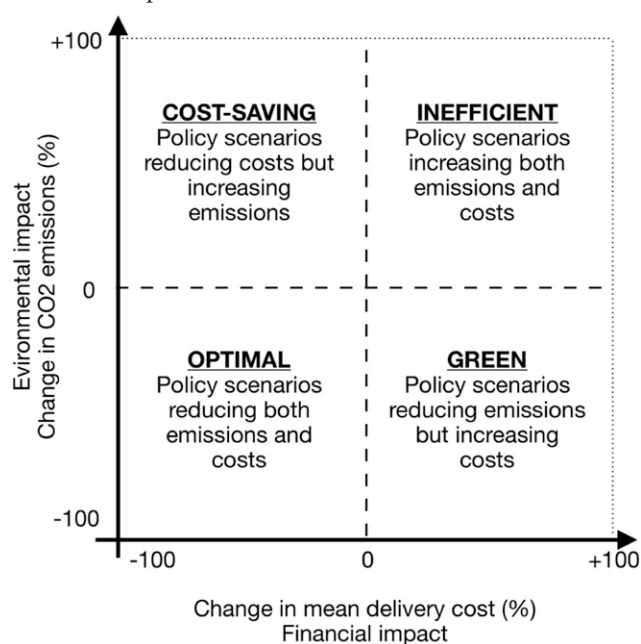 +100
COST-SAVING
Policy scenarios
reducing costs but
increasing
emissions
INEFFICIENT
Policy scenarios
increasing both
emissions and
costs
Evironmental impact
Change in CO2 emissions (%)
0
OPTIMAL
Policy scenarios
reducing both
emissions and
costs
GREEN
Policy scenarios
reducing emissions
but increasing
costs
-100
-100
0
+100
Change in mean delivery cost (%)
Financial impact